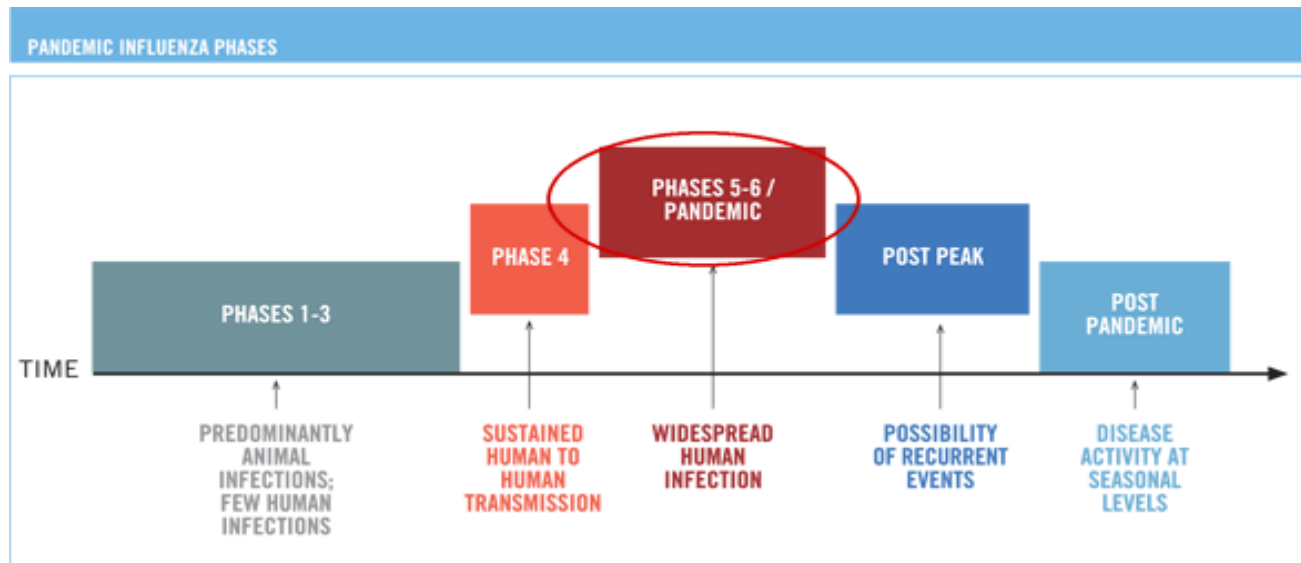 PANDEMIC INFLUENZA PHASES
PHASES 5-6 /
PANDEMIC
PHASE 4
POST PEAK
PHASES 1-3
POST
PANDEMIC
TIME
PREDOMINANTLY
ANIMAL
INFECTIONS;
FEW HUMAN
INFECTIONS
SUSTAINED
HUMAN TO
HUMAN
TRANSMISSION
WIDESPREAD
HUMAN
INFECTION
POSSIBILITY
OF RECURRENT
EVENTS
DISEASE
ACTIVITY AT
SEASONAL
LEVELS